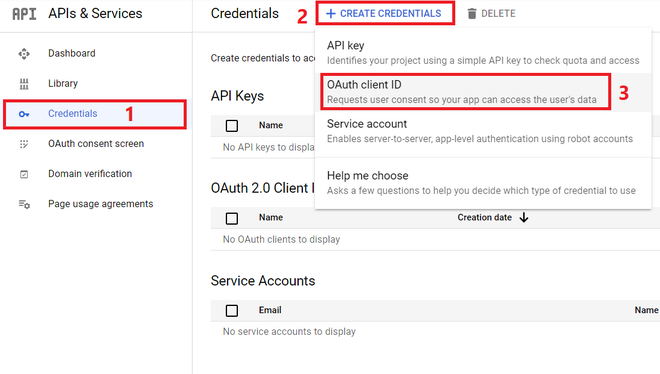 API APIs & Services
Dashboard
Library
Credentials 1
OAuth consent screen
Domain verification
Page usage agreements
Credentials 2 + CREATE CREDENTIALS DELETE
Create credentials to acc
API key
Identifies your project using a simple API key to check quota and access
OAuth client ID
Requests user consent so your app can access the user's data 3
Service account
Enables server-to-server, app-level authentication using robot accounts
Help me choose
Asks a few questions to help you decide which type of credential to use
API Keys
Name
No API keys to displa
OAuth 2.0 Client I
Name Creation date
No OAuth clients to display
Service Accounts
Email Name
No service accounts to display